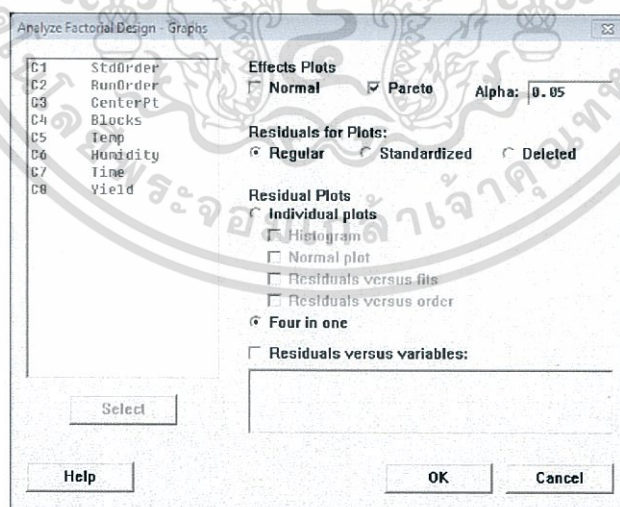 Analyze Factorial Design - Graphs
C1 StdOrder
C2 RunOrder
C3 CenterPt
C4 Blocks
C5 Temp
C6 Humidity
C7 Time
C8 Yield
Select
Effects Plots
Normal Pareto Alpha: 0.05
Residuals for Plots:
Regular Standardized Deleted
Residual Plots
Individual plots
Histogram
Normal plot
Residuals versus fits
Residuals versus order
Four in one
Residuals versus variables:
Help OK Cancel